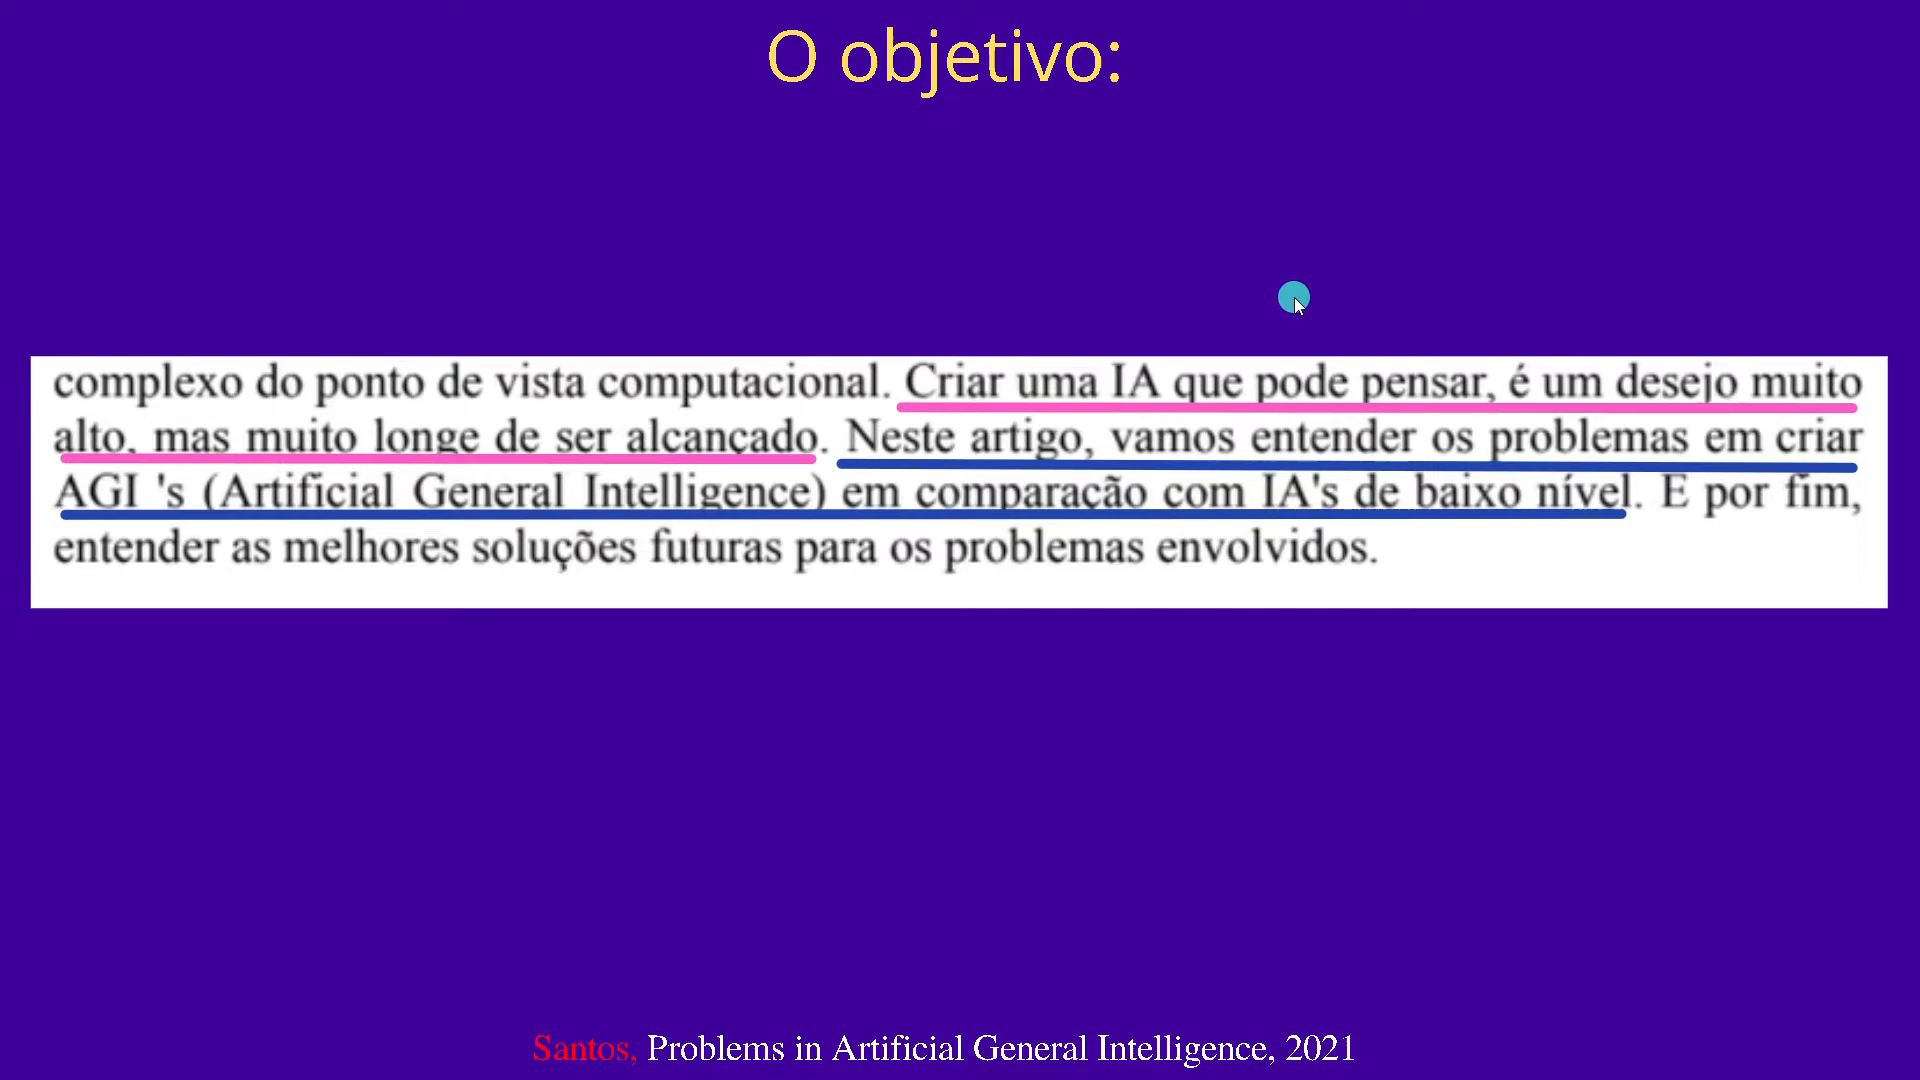 O objetivo:
complexo do ponto de vista computacional. Criar uma IA que pode pensar, é um desejo muito
alto, mas muito longe de ser alcançado. Neste artigo, vamos entender os problemas em criar
AGI 's (Artificial General Intelligence) em comparação com IA's de baixo nível. E por fim,
entender as melhores soluções futuras para os problemas envolvidos.
Santos, Problems in Artificial General Intelligence, 2021